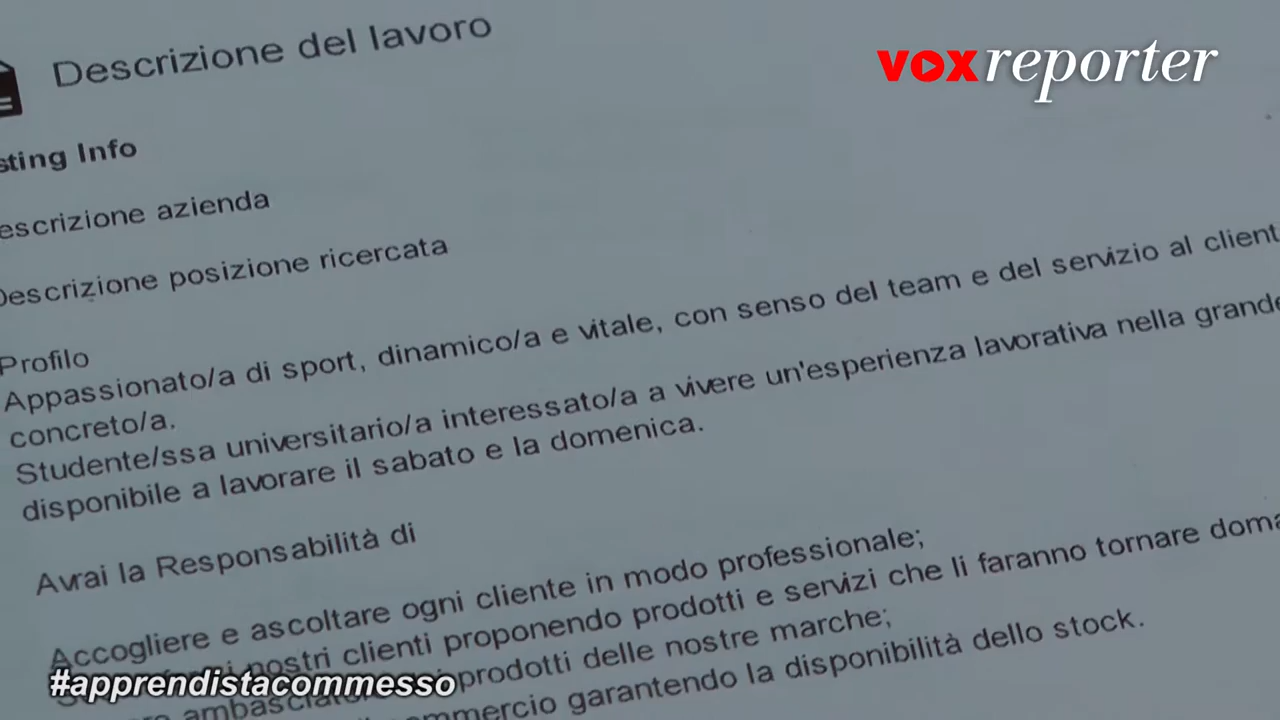 Descrizione del lavoro
vox reporter
sting Info
escrizione azienda
Descrizione posizione ricercata
Profilo
Appassionato/a di sport, dinamico/a e vitale, con senso del team e del servizio al client
concreto/a.
Studente/ssa universitario/a interessato/a a vivere un'esperienza lavorativa nella grande
disponibile a lavorare il sabato e la domenica.
Avrai la Responsabilità di
Accogliere e ascoltare ogni cliente in modo professionale;
nostri clienti proponendo prodotti e servizi che li faranno tornare doma
prodotti delle nostre marche;
mmercio garantendo la disponibilità dello stock.
#apprendistacommesso